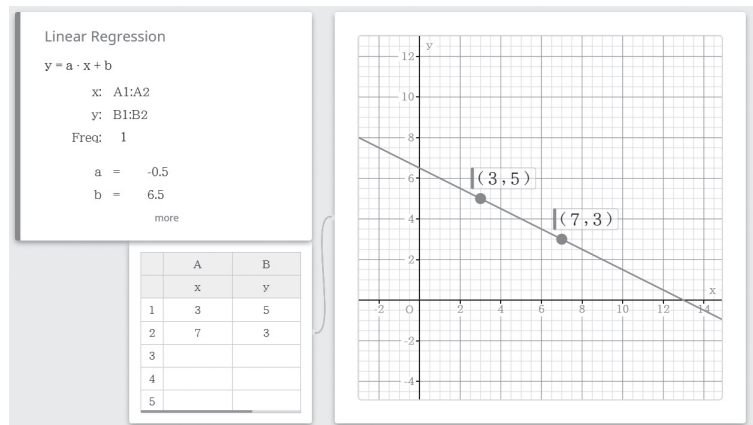 Linear Regression
y = a · x + b
x: A1:A2
y: B1:B2
Freq: 1
a = -0.5
b = 6.5
more
A B
x y
1 3 5
2 7 3
3
4
5
y
12
10
8
6
4
2
-2
-4
(3,5)
(7,3)
x
-2 O 2 4 6 8 10 12 14